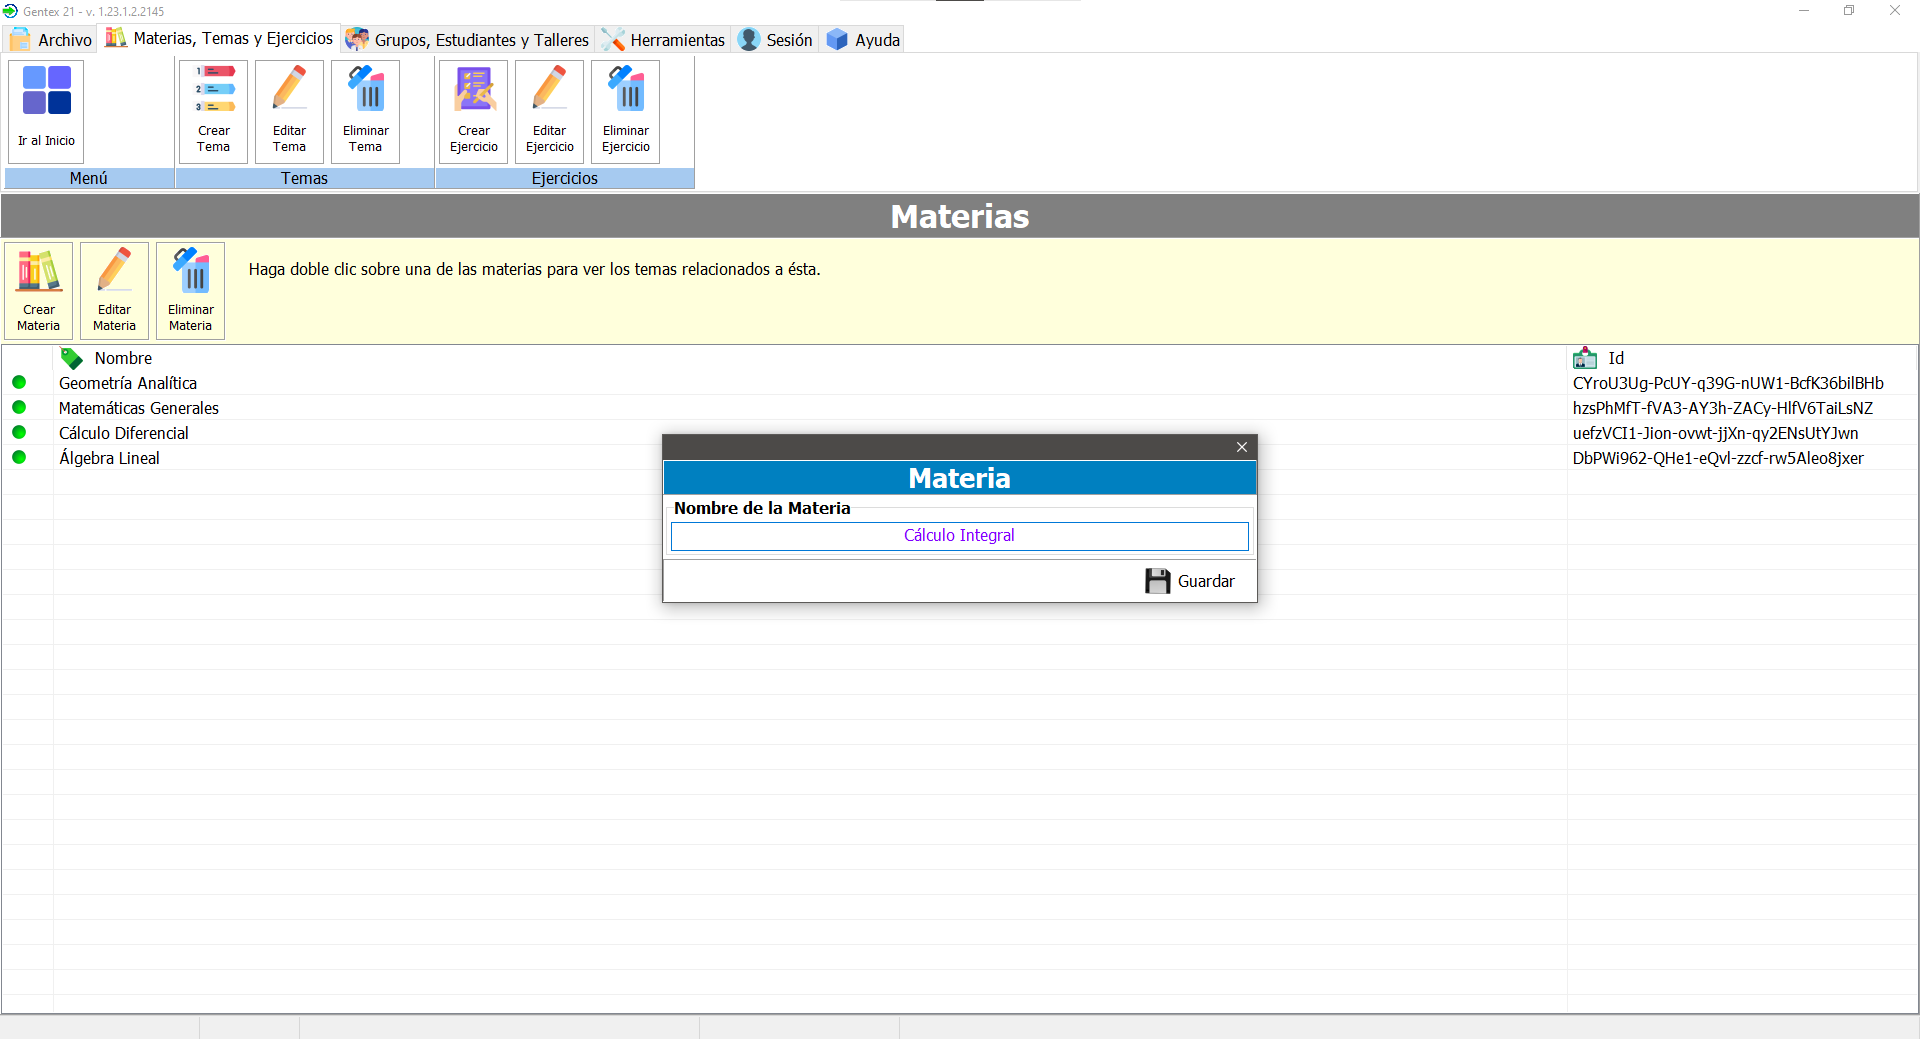 Gentex 21 - v. 1.23.1.2.2145
Archivo Materias, Temas y Ejercicios Grupos, Estudiantes y Talleres Herramientas Sesión Ayuda
Ir al Inicio
Menú
1
2
3
Crear
Tema
Editar
Tema
Eliminar
Tema
Temas
Crear
Ejercicio
Editar
Ejercicio
Eliminar
Ejercicio
Ejercicios
Materias
Crear
Materia
Editar
Materia
Eliminar
Materia
Haga doble clic sobre una de las materias para ver los temas relacionados a ésta.
Nombre Id
Geometría Analítica CYroU3Ug-PcUY-q39G-nUW1-BcfK36bilBHb
Matemáticas Generales hzsPhMfT-fVA3-AY3h-ZACy-HlfV6TaiLsNZ
Cálculo Diferencial uefzVCI1-Jion-ovwt-jjXn-qy2ENsUtYJwn
Álgebra Lineal DbPWi962-QHe1-eQvl-zzcf-rw5Aleo8jxer
Materia
Nombre de la Materia
Cálculo Integral
Guardar